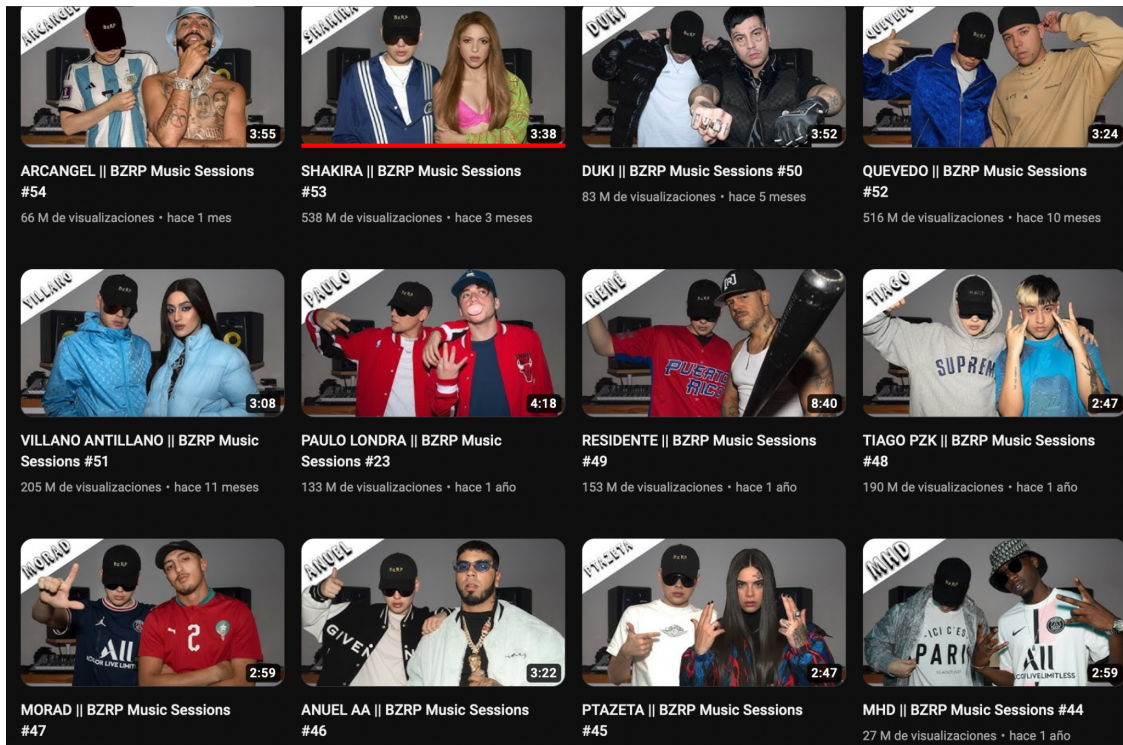 ARCANGEL
SHAKIRA
DUKI
QUEVEDO
3:55
3:38
3:52
3:24
ARCANGEL || BZRP Music Sessions
#54
66 M de visualizaciones • hace 1 mes
SHAKIRA || BZRP Music Sessions
#53
538 M de visualizaciones • hace 3 meses
DUKI || BZRP Music Sessions #50
83 M de visualizaciones • hace 5 meses
QUEVEDO || BZRP Music Sessions
#52
516 M de visualizaciones • hace 10 meses
VILLANO
PAULO
RENÉ
[R]
PUERTO
RICO
TIAGO
SUPREM
3:08
4:18
8:40
2:47
VILLANO ANTILLANO || BZRP Music
Sessions #51
205 M de visualizaciones • hace 11 meses
PAULO LONDRA || BZRP Music
Sessions #23
133 M de visualizaciones • hace 1 año
RESIDENTE || BZRP Music Sessions
#49
153 M de visualizaciones • hace 1 año
TIAGO PZK || BZRP Music Sessions
#48
190 M de visualizaciones • hace 1 año
MORAD
ALL
2
ANUEL
GIVEN
PTAZETA
MHD
ICI C'ES
PARI
ALL
2:59
3:22
2:47
2:59
MORAD || BZRP Music Sessions
#47
ANUEL AA || BZRP Music Sessions
#46
PTAZETA || BZRP Music Sessions
#45
MHD || BZRP Music Sessions #44
27 M de visualizaciones • hace 1 año